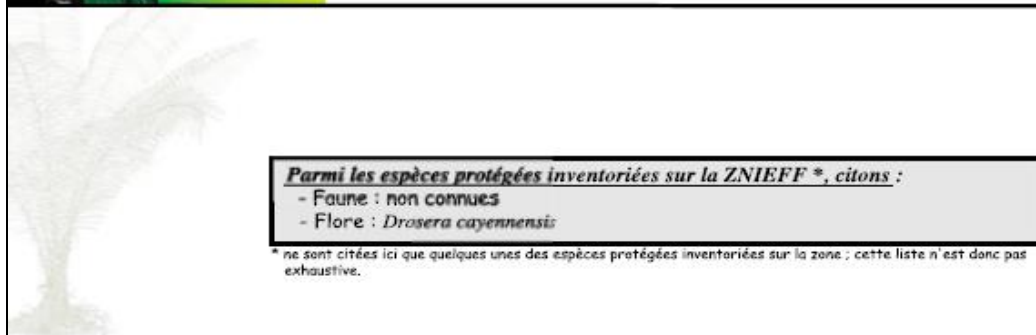 Parmi les espèces protégées inventoriées sur la ZNIEFF *, citons :
- Faune : non connues
- Flore : Drosera cayennensis
* ne sont citées ici que quelques unes des espèces protégées inventoriées sur la zone ; cette liste n'est donc pas
exhaustive.